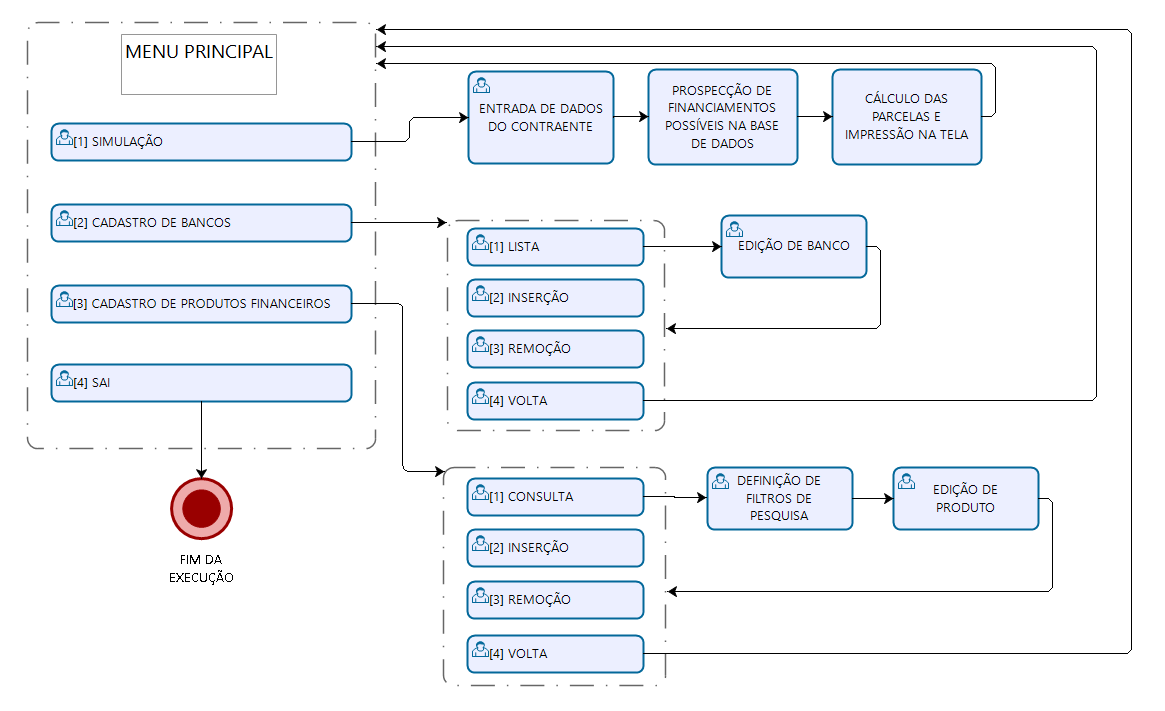 MENU PRINCIPAL
[1] SIMULAÇÃO
ENTRADA DE DADOS
DO CONTRAENTE
PROSPECÇÃO DE
FINANCIAMENTOS
POSSÍVEIS NA BASE
DE DADOS
CÁLCULO DAS
PARCELAS E
IMPRESSÃO NA TELA
[2] CADASTRO DE BANCOS
[1] LISTA
EDIÇÃO DE BANCO
[2] INSERÇÃO
[3] REMOÇÃO
[4] VOLTA
[3] CADASTRO DE PRODUTOS FINANCEIROS
[1] CONSULTA
DEFINIÇÃO DE
FILTROS DE
PESQUISA
EDIÇÃO DE
PRODUTO
[2] INSERÇÃO
[3] REMOÇÃO
[4] VOLTA
[4] SAI
FIM DA
EXECUÇÃO